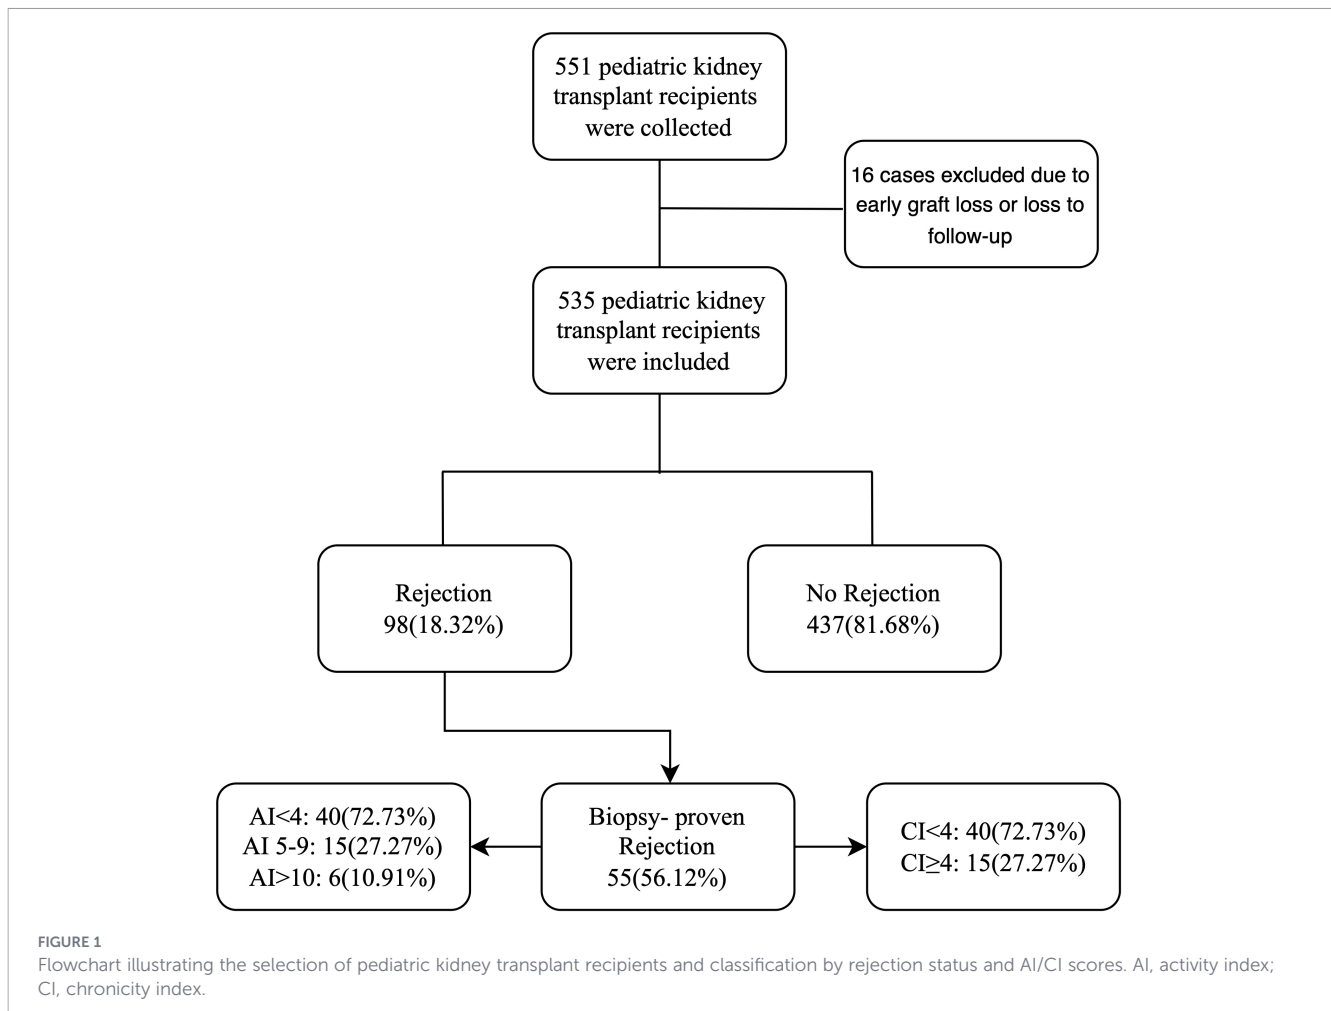 551 pediatric kidney
transplant recipients
were collected
16 cases excluded due to
early graft loss or loss to
follow-up
535 pediatric kidney
transplant recipients
were included
Rejection
98(18.32%)
No Rejection
437(81.68%)
AI<4: 40(72.73%)
AI 5-9: 15(27.27%)
AI>10: 6(10.91%)
Biopsy- proven
Rejection
55(56.12%)
CI<4: 40(72.73%)
CI≥4: 15(27.27%)
FIGURE 1
Flowchart illustrating the selection of pediatric kidney transplant recipients and classification by rejection status and AI/CI scores. AI, activity index;
CI, chronicity index.